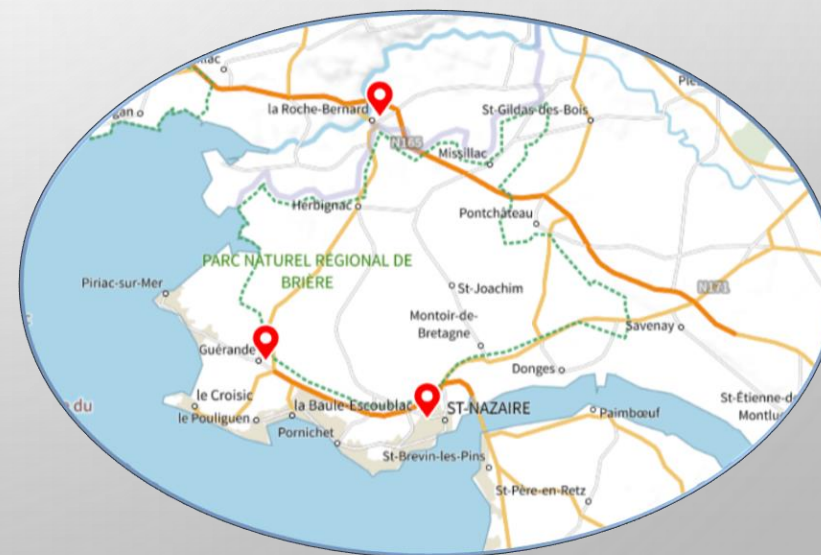 la Roche-Bernard
St-Gildas-des-Bois
N165
Missillac
Herbignac
Pontchâteau
PARC NATUREL RÉGIONAL DE
BRIÈRE
Piriac-sur-Mer
St-Joachim
N171
Montoir-de-
Bretagne
Savenay
Guérande
Donges
le Croisic
la Baule-Escoublac
ST-NAZAIRE
Paimbœuf
St-Étienne-de
le Pouliguen
Pornichet
St-Brevin-les-Pins
St-Père-en-Retz